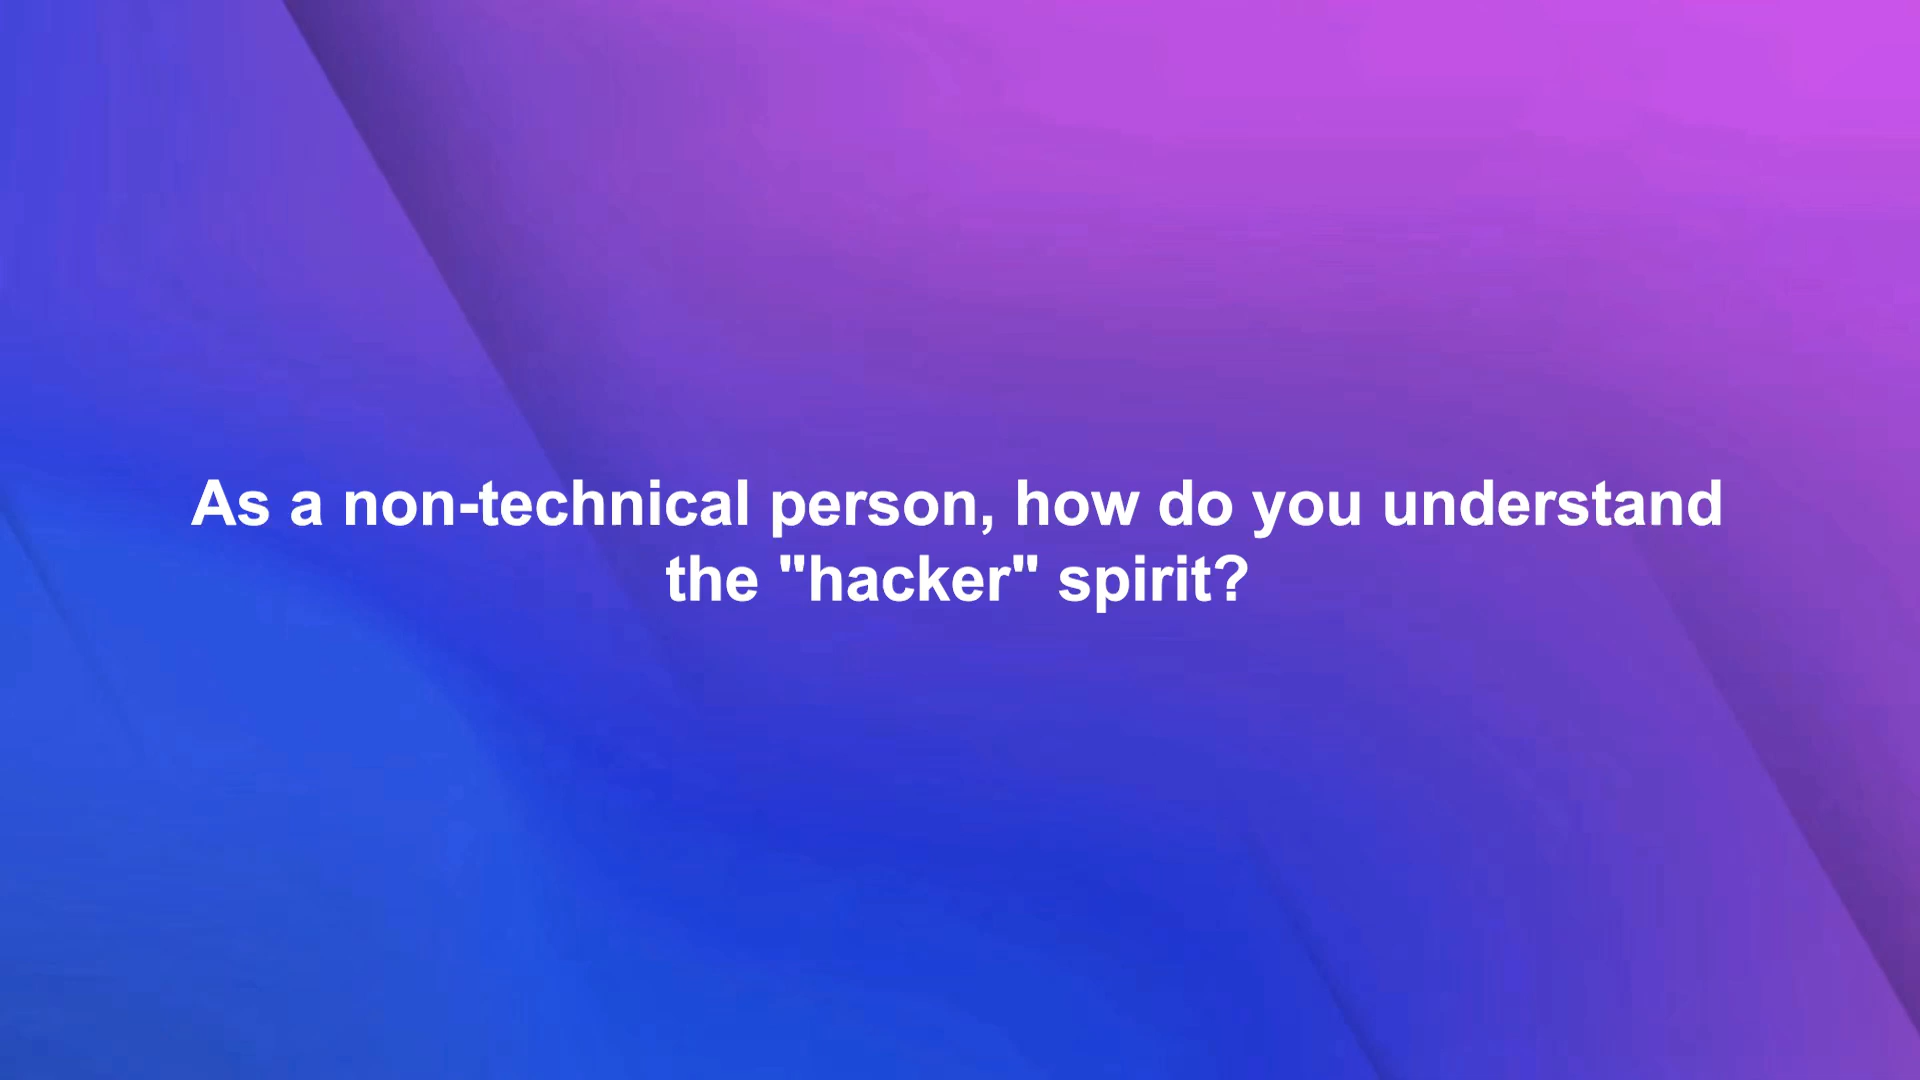 As a non-technical person, how do you understand
the "hacker" spirit?